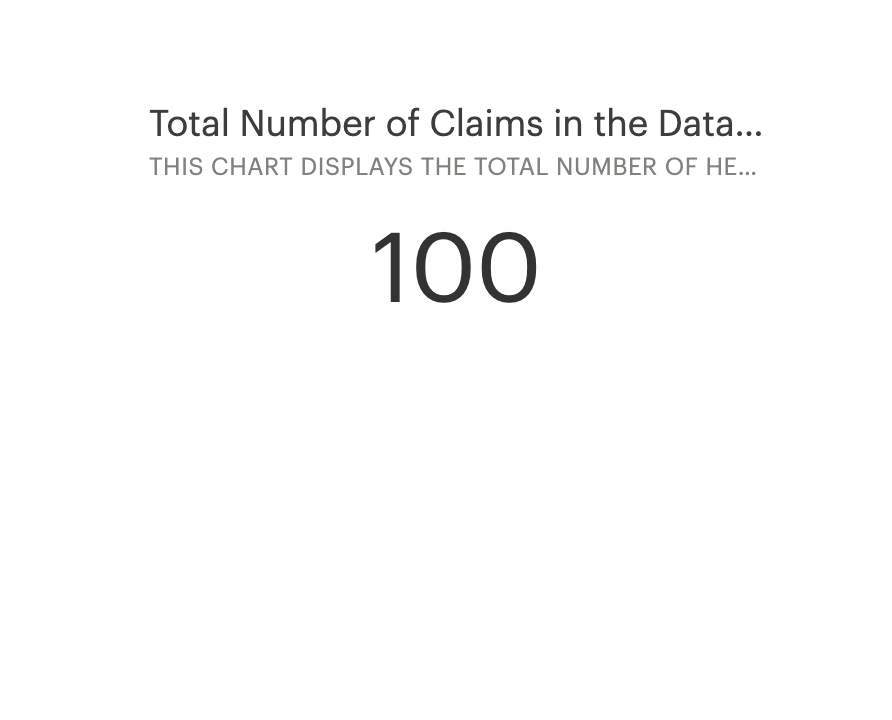 Total Number of Claims in the Data...
THIS CHART DISPLAYS THE TOTAL NUMBER OF HE...
100